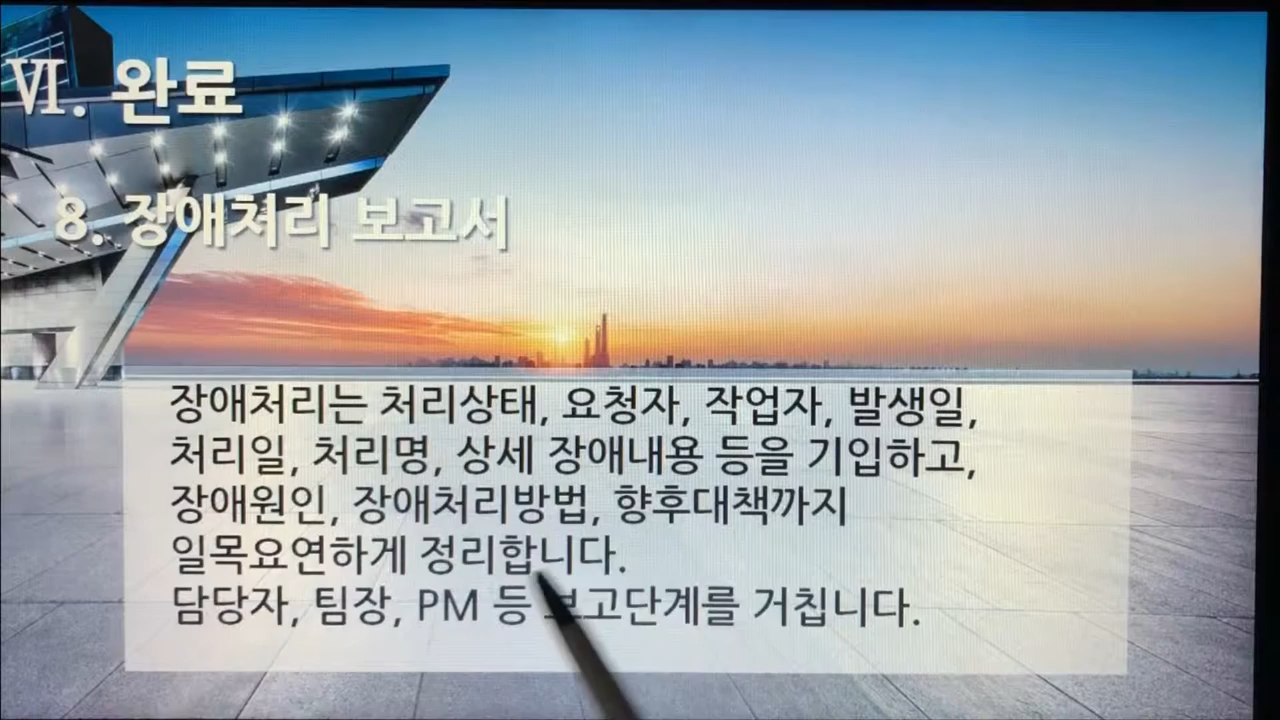 Ⅵ. 완료
8. 장애처리 보고서
장애처리는 처리상태, 요청자, 작업자, 발생일,
처리일, 처리명, 상세 장애내용 등을 기입하고,
장애원인, 장애처리방법, 향후대책까지
일목요연하게 정리합니다.
담당자, 팀장, PM 등 보고단계를 거칩니다.